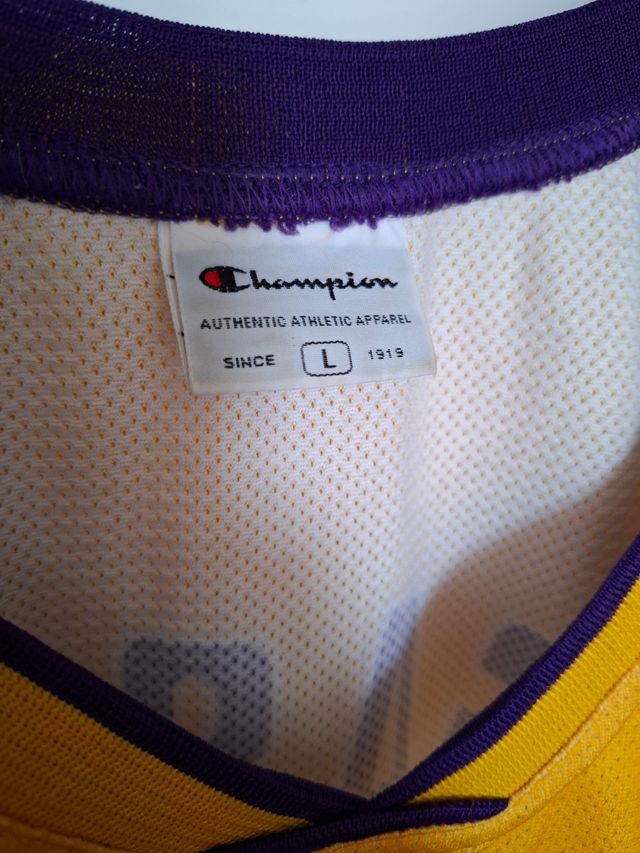 Champion
AUTHENTIC ATHLETIC APPAREL
SINCE L 1919